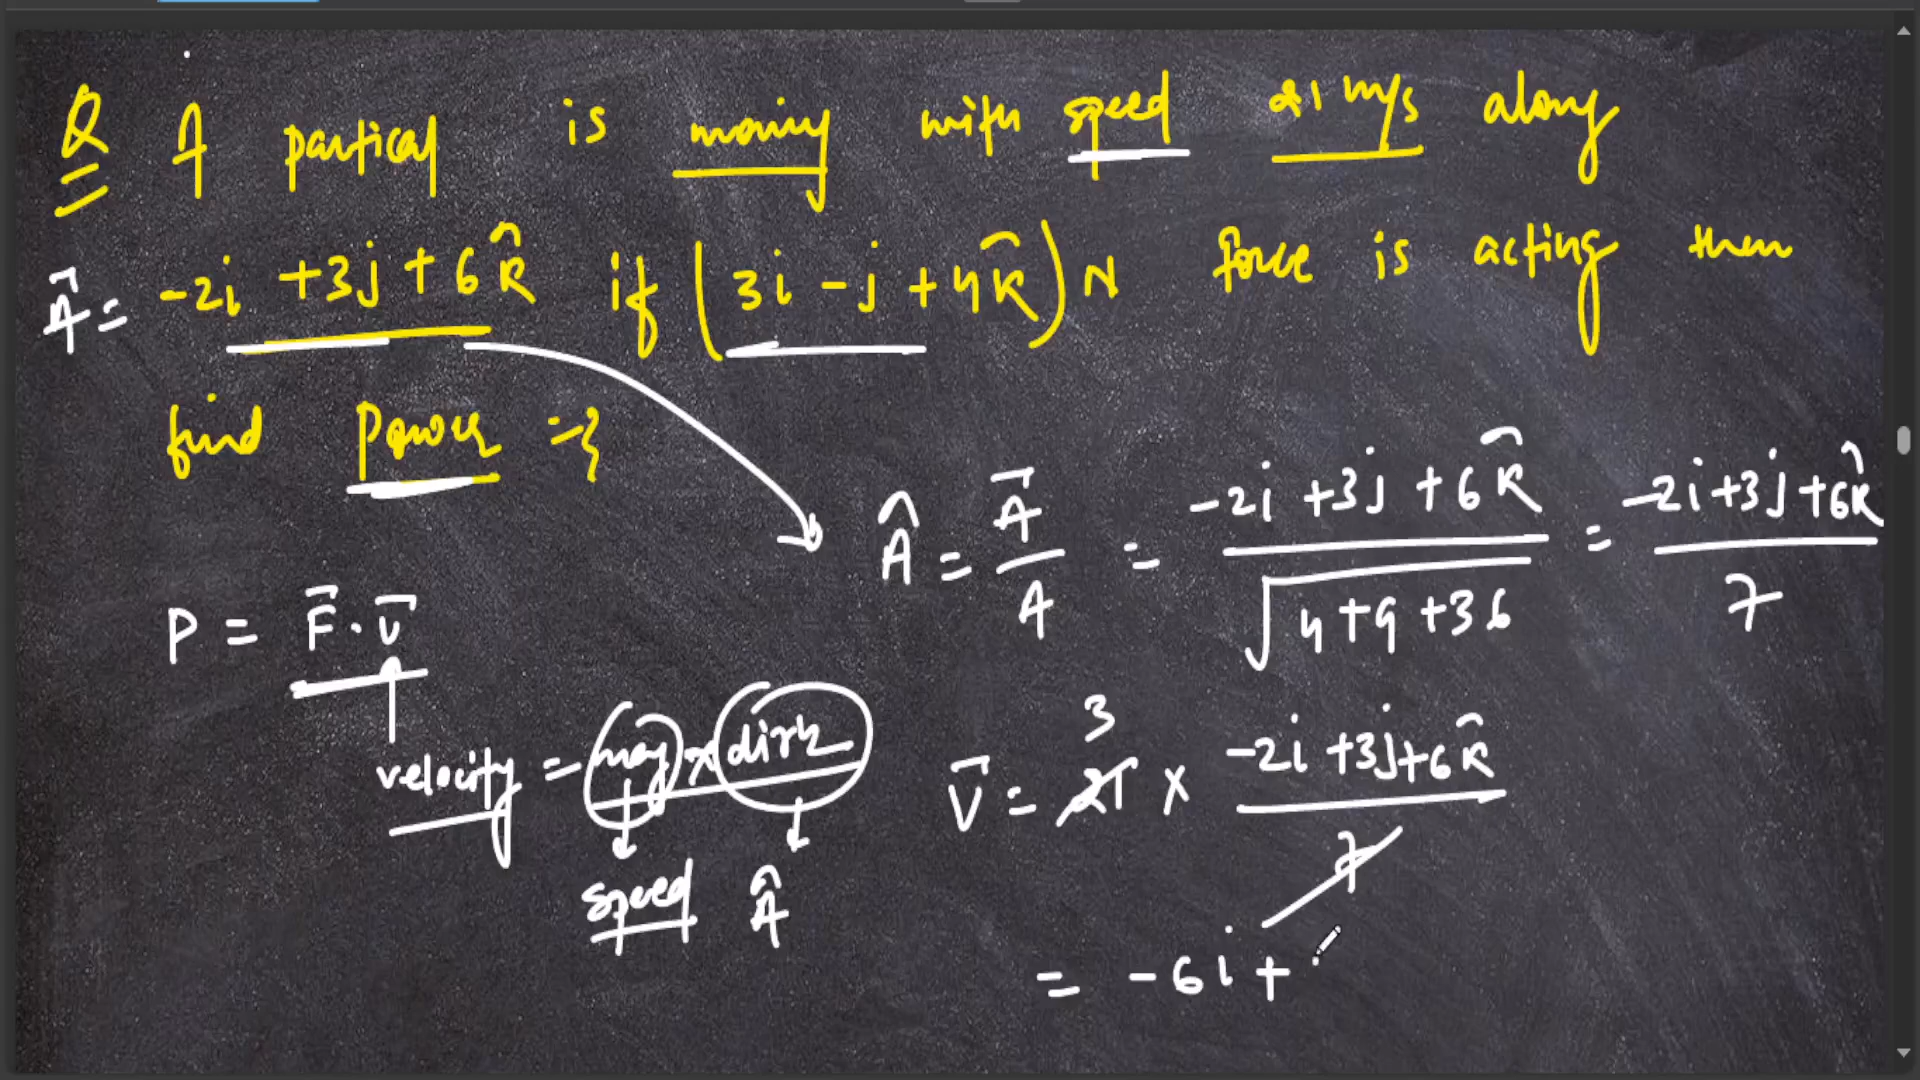 Q A partical is moving with speed 21 m/s along
A⃗ = -2i + 3j + 6k̂ if (3i - j + 4k̂) N force is acting then
find power =}
Â = A⃗/A = (-2i + 3j + 6k̂)/√(4+9+36) = (-2i + 3j + 6k̂)/7
P = F⃗ . v⃗
velocity = mag × dirn
speed Â
v⃗ = 21 × (-2i + 3j + 6k̂)/7
3
= -6i +